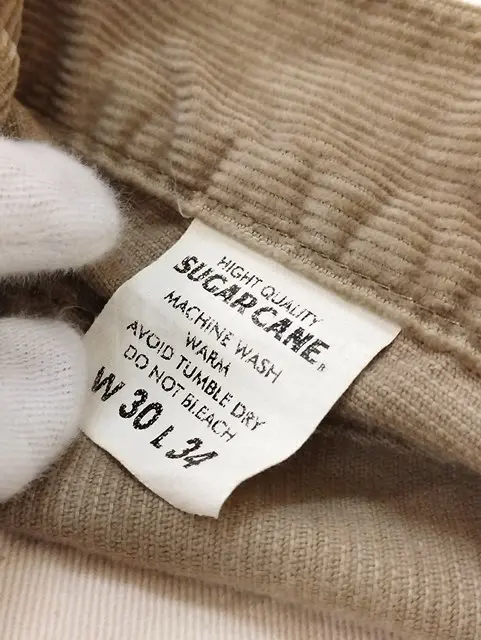 HIGHT QUALITY
SUGAR CANE®
MACHINE WASH
WARM
AVOID TUMBLE DRY
DO NOT BLEACH
W 30 L 34